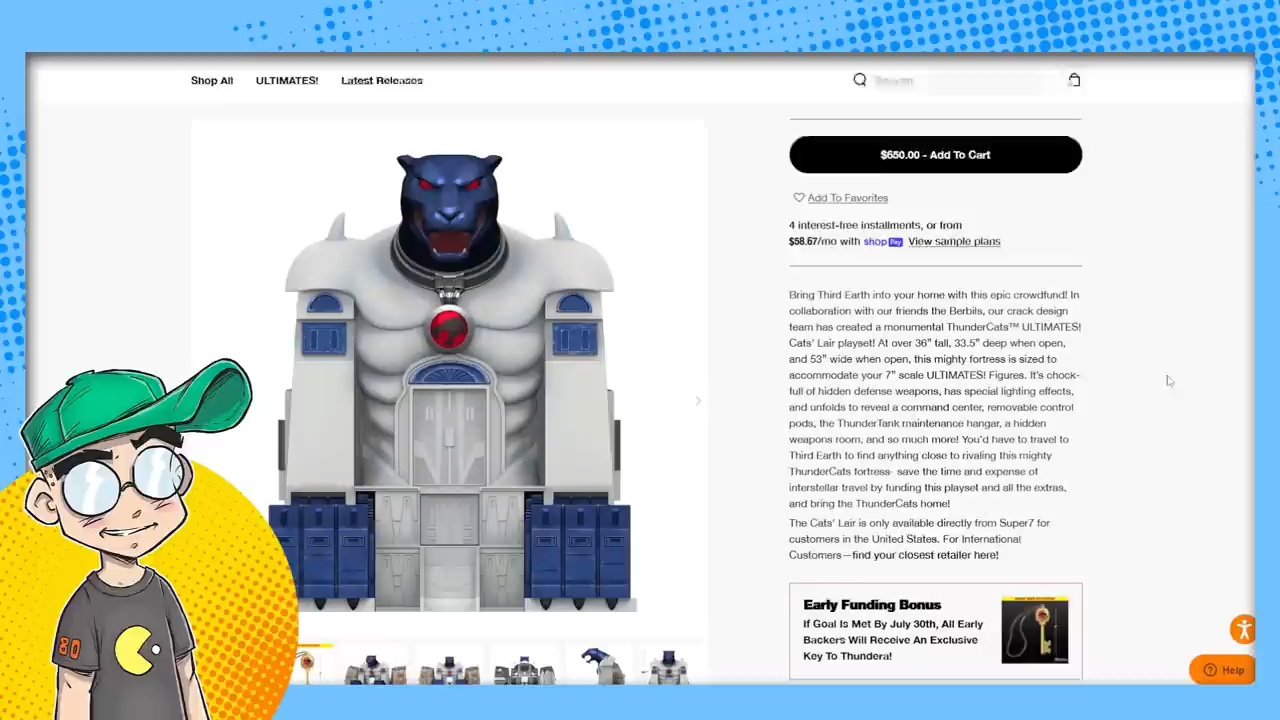 Shop All
ULTIMATES!
Latest Releases
$650.00 - Add To Cart
Add To Favorites
4 interest-free installments, or from
$58.67/mo with shop Pay View sample plans
Bring Third Earth into your home with this epic crowdfund! In
collaboration with our friends the Berbils, our crack design
team has created a monumental ThunderCats™ ULTIMATES!
Cats' Lair playset! At over 36" tall, 33.5" deep when open,
and 53" wide when open, this mighty fortress is sized to
accommodate your 7" scale ULTIMATES! Figures. It's chock-
full of hidden defense weapons, has special lighting effects,
and unfolds to reveal a command center, removable control
pods, the ThunderTank maintenance hangar, a hidden
weapons room, and so much more! You'd have to travel to
Third Earth to find anything close to rivaling this mighty
ThunderCats fortress- save the time and expense of
interstellar travel by funding this playset and all the extras,
and bring the ThunderCats home!
The Cats' Lair is only available directly from Super7 for
customers in the United States. For International
Customers—find your closest retailer here!
Early Funding Bonus
If Goal Is Met By July 30th, All Early
Backers Will Receive An Exclusive
Key To Thundera!
80
Help